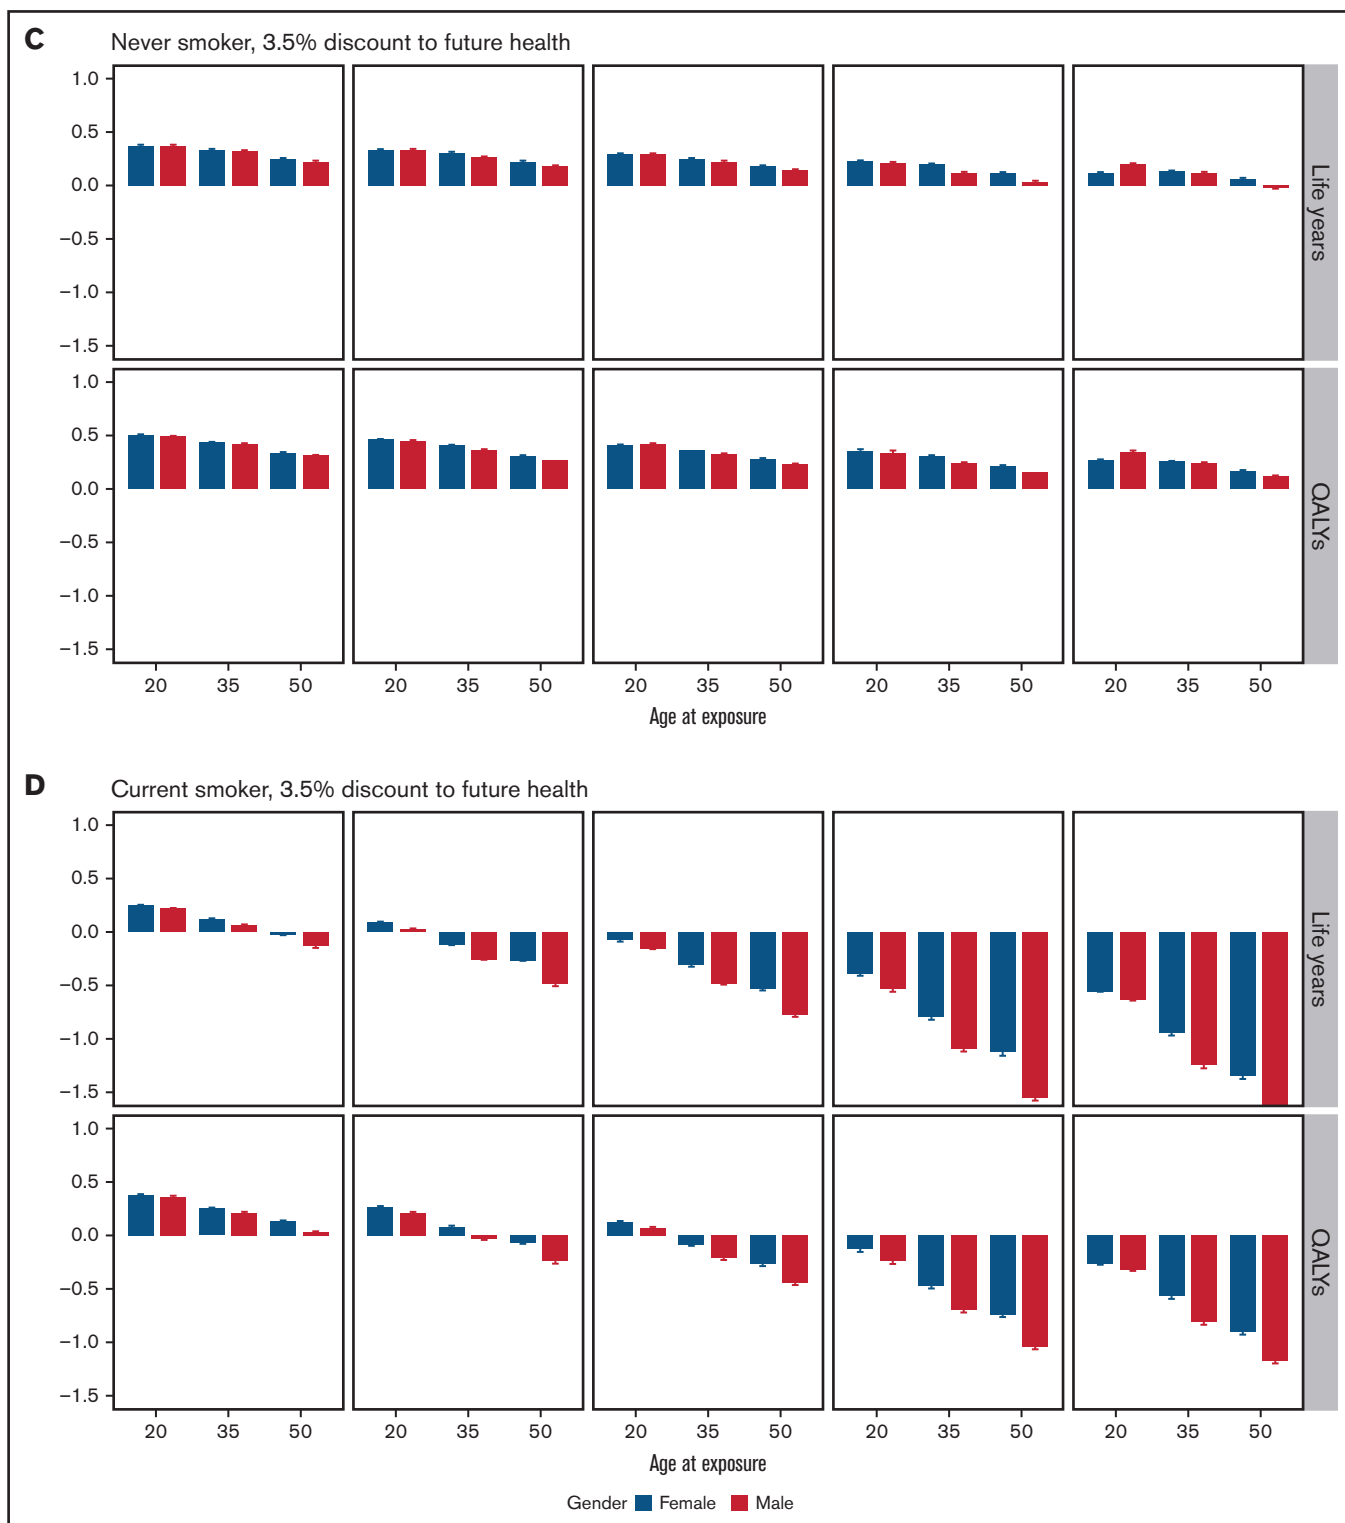 C Never smoker, 3.5% discount to future health
1.0
0.5
0.0
−0.5
−1.0
−1.5
Life years
1.0
0.5
0.0
−0.5
−1.0
−1.5
QALYs
20 35 50 20 35 50 20 35 50 20 35 50 20 35 50
Age at exposure
D Current smoker, 3.5% discount to future health
1.0
0.5
0.0
−0.5
−1.0
−1.5
Life years
1.0
0.5
0.0
−0.5
−1.0
−1.5
QALYs
20 35 50 20 35 50 20 35 50 20 35 50 20 35 50
Age at exposure
Gender Female Male